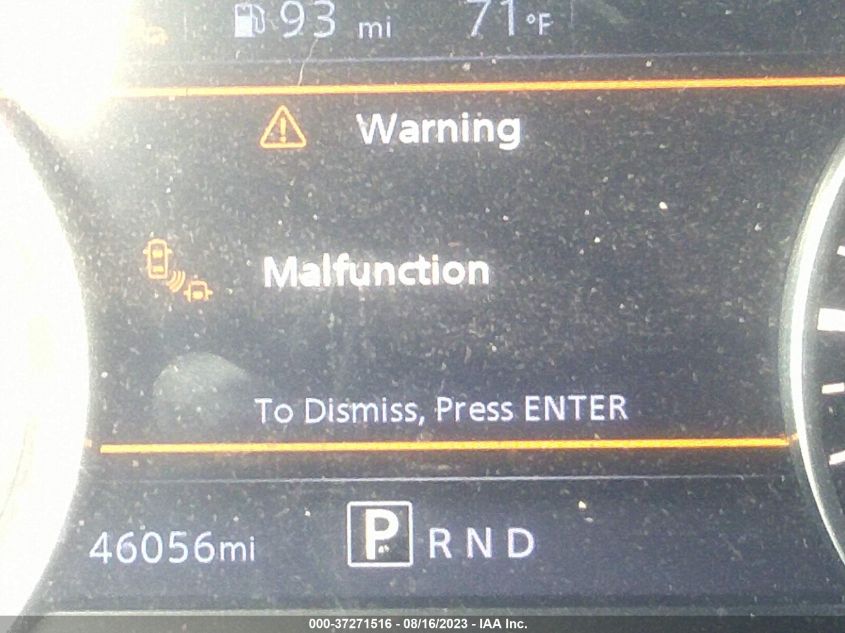 93 mi 71°F
Warning
Malfunction
To Dismiss, Press ENTER
46056mi P R N D
000-37271516 - 08/16/2023 - IAA Inc.